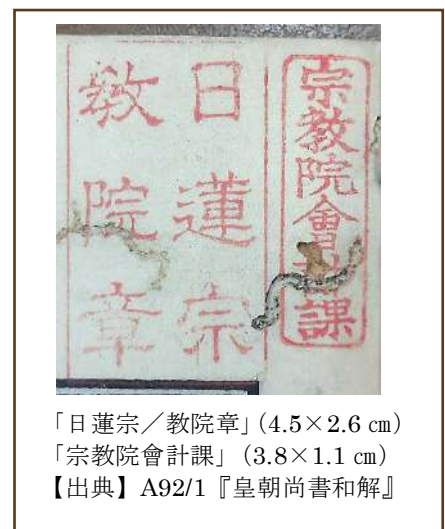 宗教院會計課
日蓮宗
教院章
「日蓮宗／教院章」（4.5×2.6 ㎝）
「宗教院會計課」（3.8×1.1 ㎝）
【出典】A92/1『皇朝尚書和解』